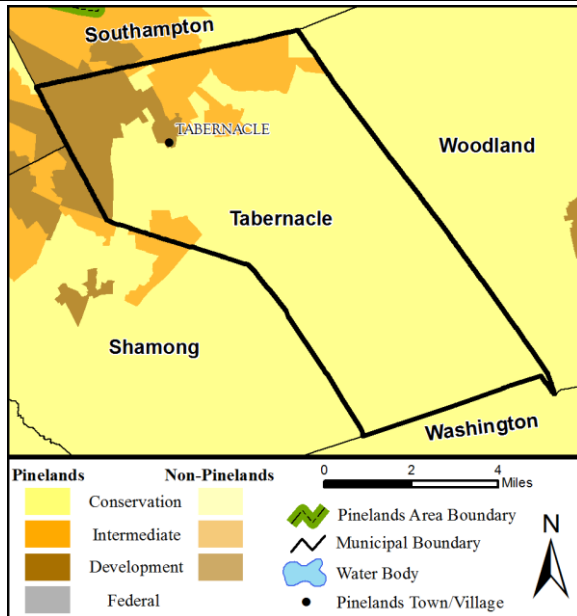 Southampton
TABERNACLE
Woodland
Tabernacle
Shamong
Washington
Pinelands Non-Pinelands
Conservation
Intermediate
Development
Federal
0 2 4
Miles
Pinelands Area Boundary
Municipal Boundary
Water Body
Pinelands Town/Village
N